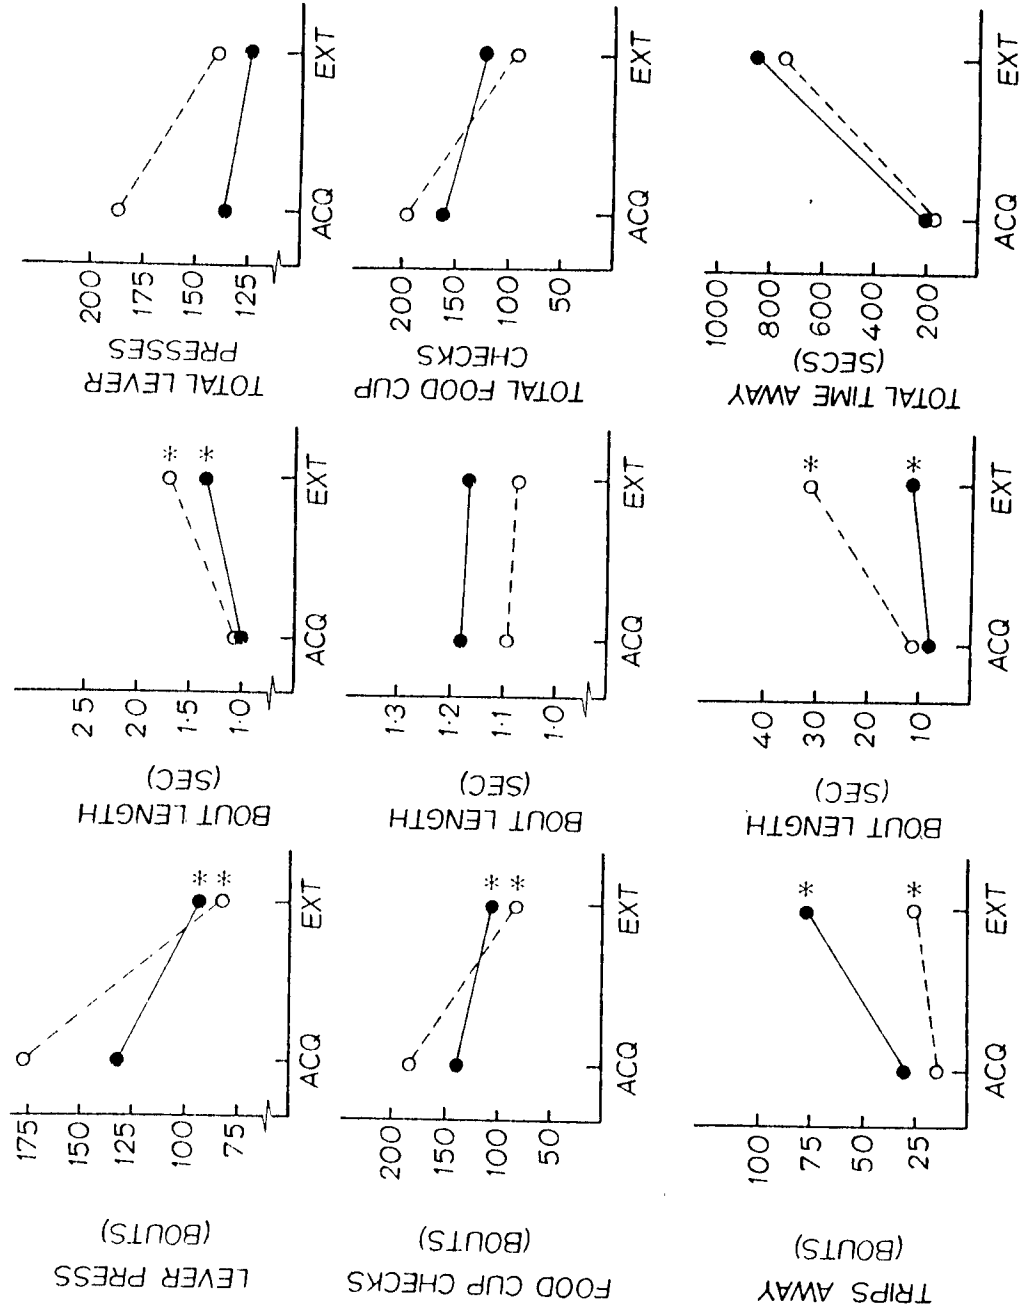 LEVER PRESS
(BOUTS)
175
150
125
100
75
ACQ
EXT
*
*
BOUT LENGTH
(SEC)
2.5
2.0
1.5
1.0
ACQ
EXT
*
*
TOTAL LEVER
PRESSES
200
175
150
125
ACQ
EXT
FOOD CUP CHECKS
(BOUTS)
200
150
100
50
ACQ
EXT
*
*
BOUT LENGTH
(SEC)
1.3
1.2
1.1
1.0
ACQ
EXT
TOTAL FOOD CUP
CHECKS
200
150
100
50
ACQ
EXT
TRIPS AWAY
(BOUTS)
100
75
50
25
ACQ
EXT
*
*
BOUT LENGTH
(SEC)
40
30
20
10
ACQ
EXT
*
*
TOTAL TIME AWAY
(SECS)
1000
800
600
400
200
ACQ
EXT